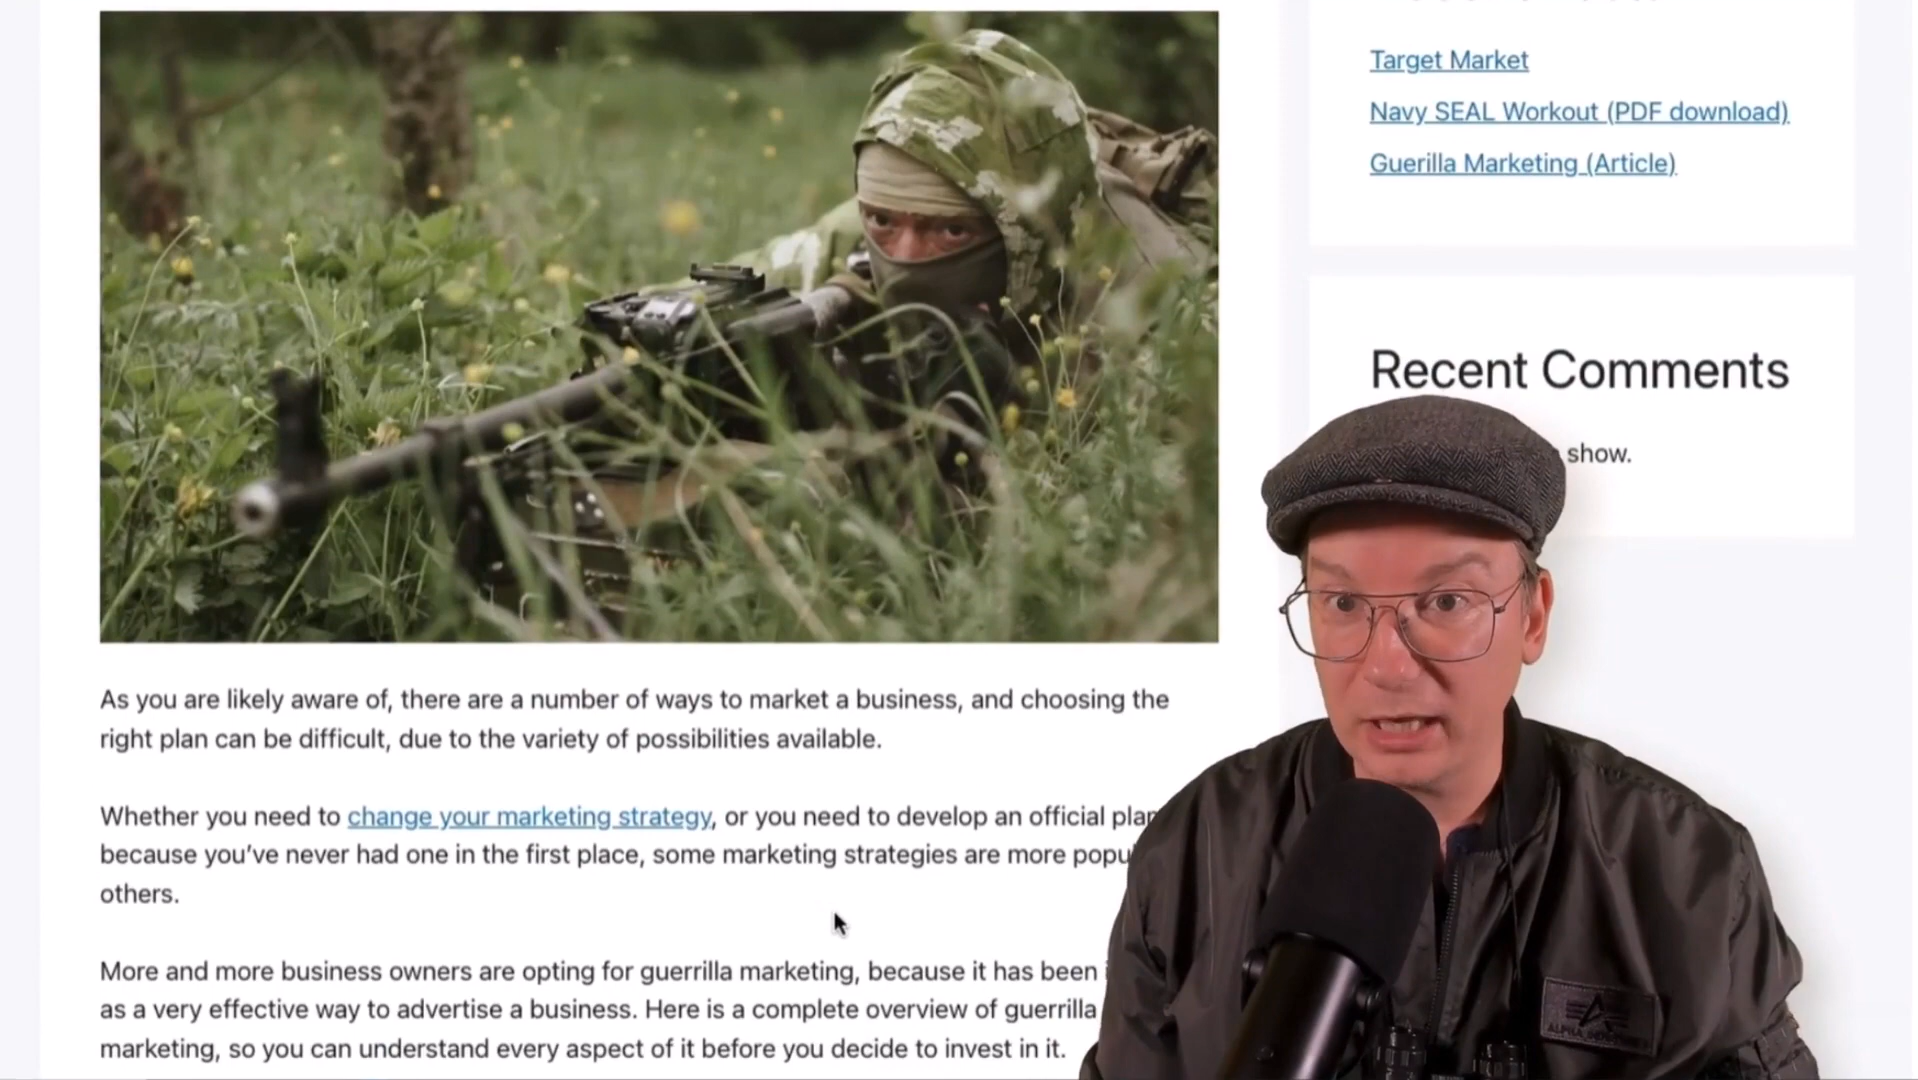 Target Market
Navy SEAL Workout (PDF download)
Guerilla Marketing (Article)
Recent Comments
show.
As you are likely aware of, there are a number of ways to market a business, and choosing the
right plan can be difficult, due to the variety of possibilities available.
Whether you need to change your marketing strategy, or you need to develop an official
because you’ve never had one in the first place, some marketing strategies are more
others.
More and more business owners are opting for guerrilla marketing, because it has been
as a very effective way to advertise a business. Here is a complete overview of guerrilla
marketing, so you can understand every aspect of it before you decide to invest in it.